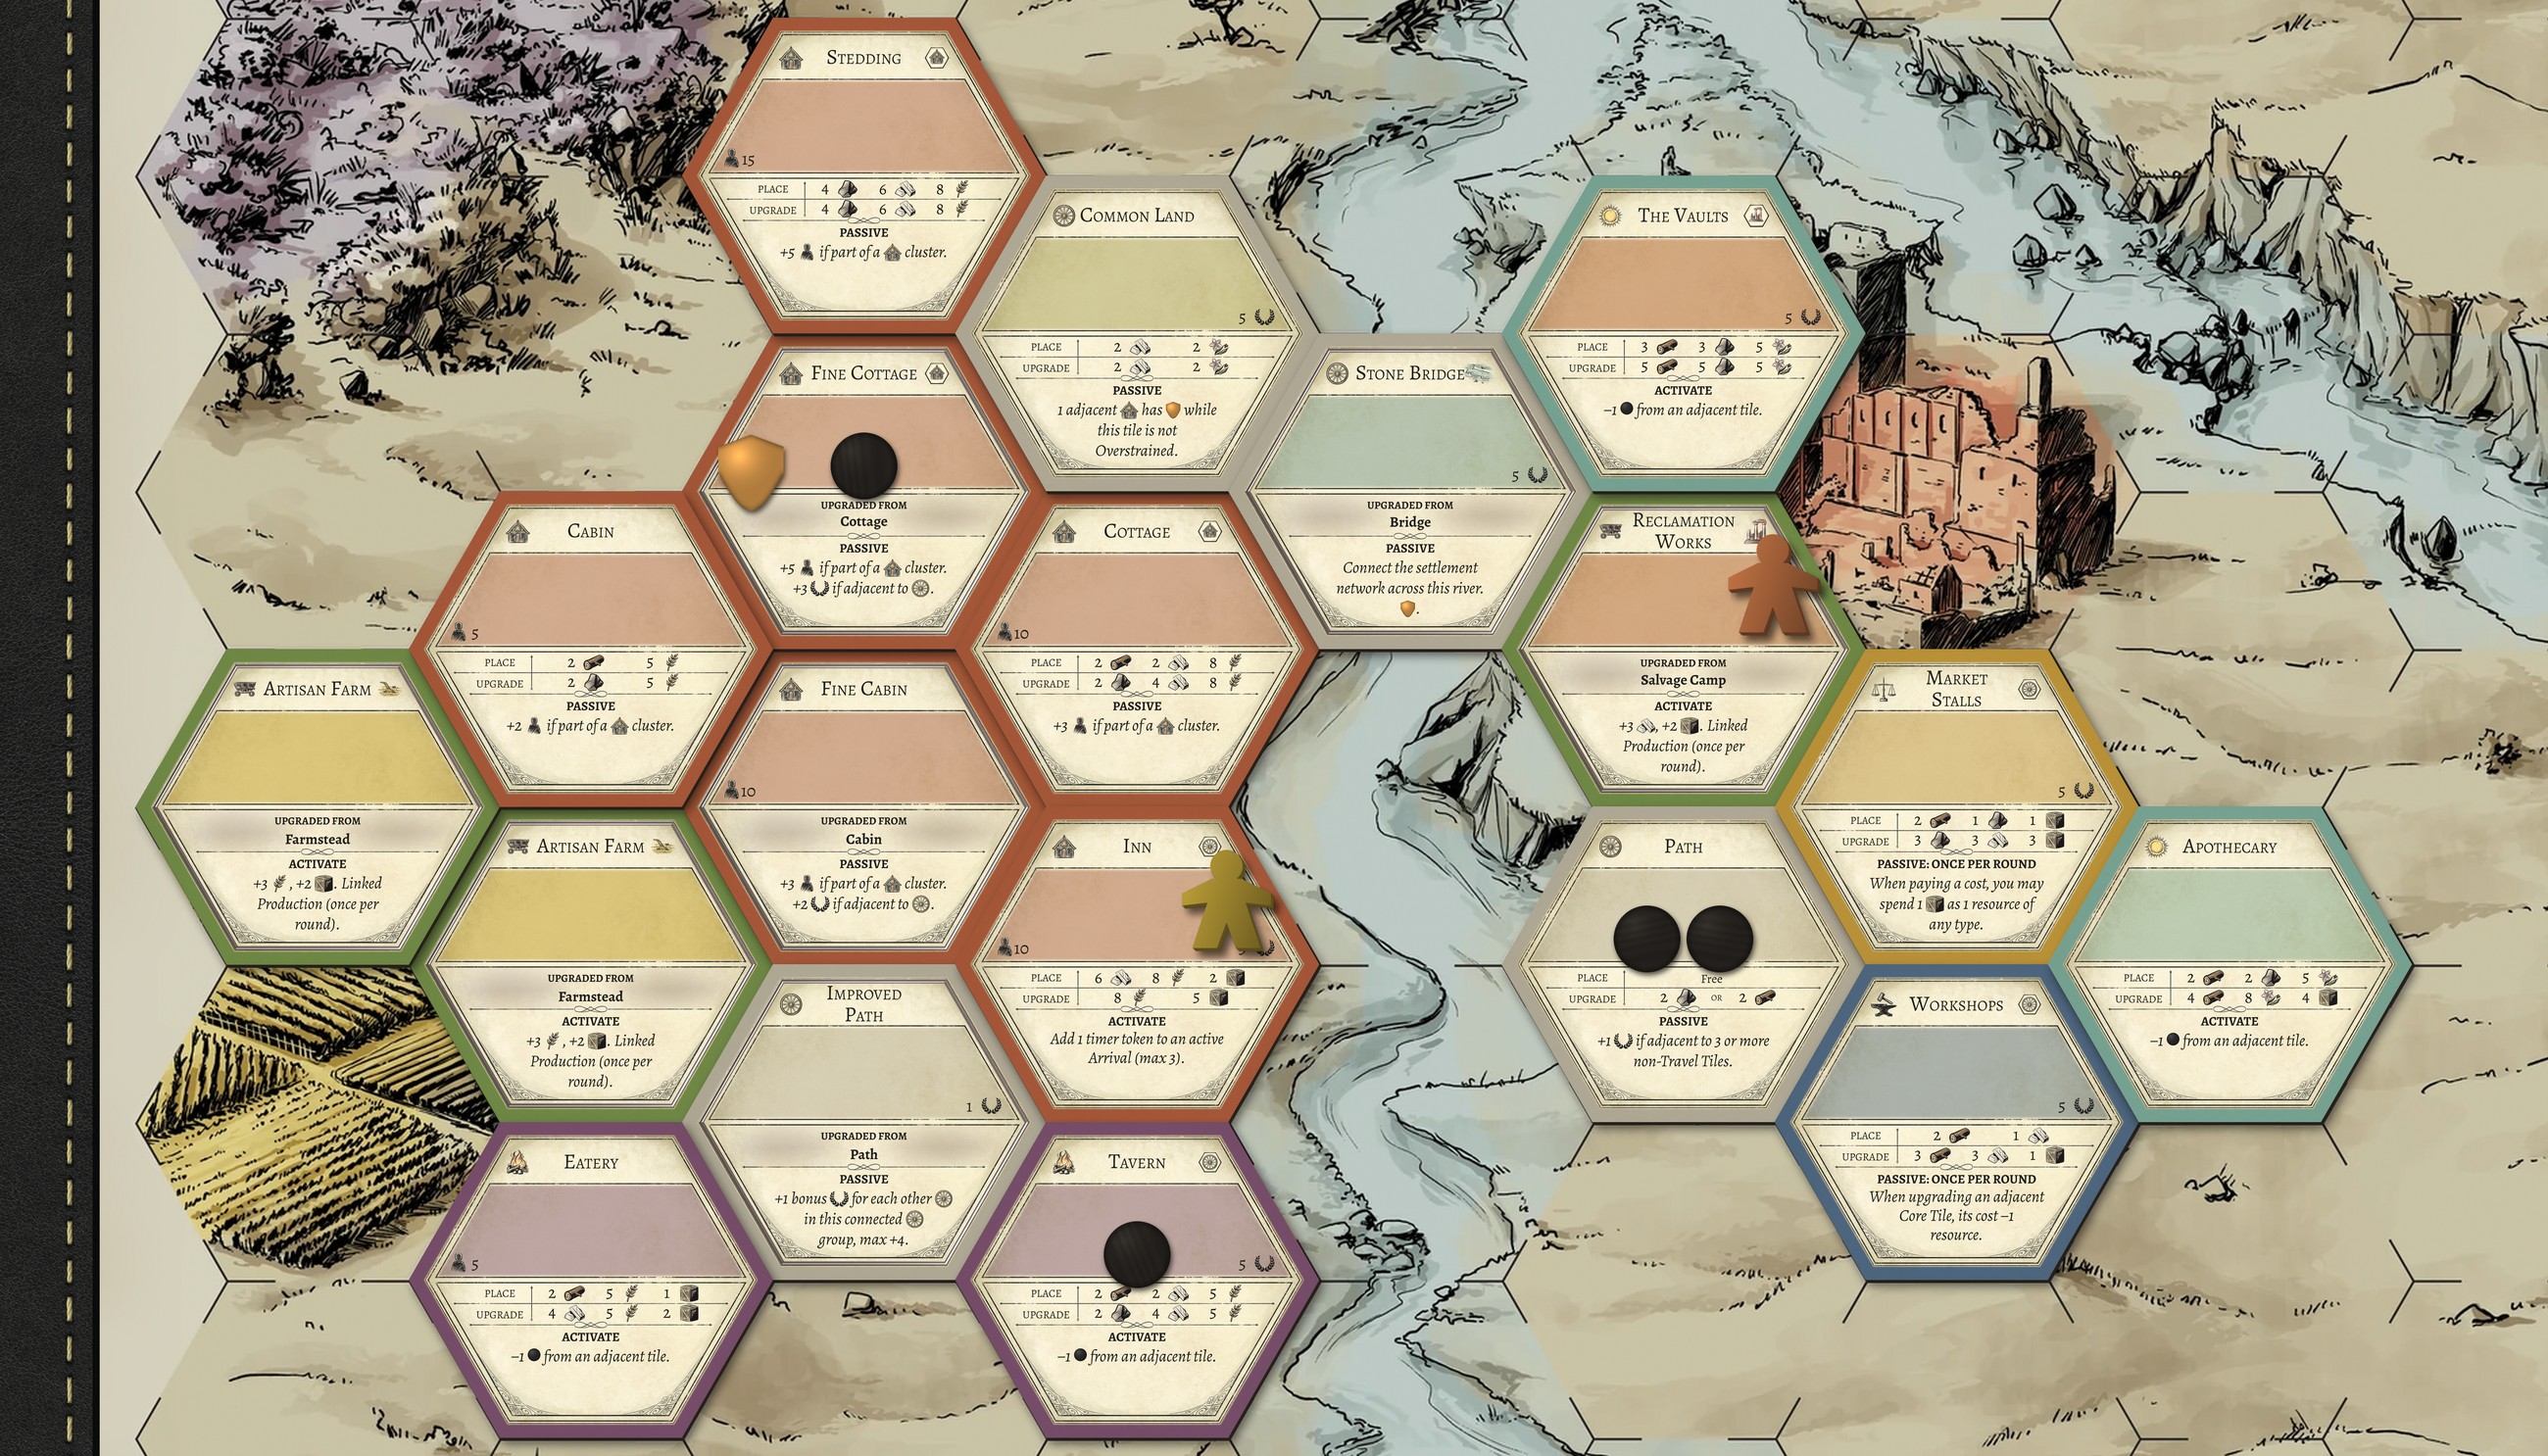 STEDDING
15
PLACE 4 6 8
UPGRADE 4 6 8
PASSIVE
+5 if part of a cluster.
COMMON LAND
5
PLACE 2 2
UPGRADE 2 2
PASSIVE
1 adjacent has while
this tile is not
Overstrained.
THE VAULTS
5
PLACE 3 3 5
UPGRADE 5 5 5
ACTIVATE
–1 from an adjacent tile.
FINE COTTAGE
UPGRADED FROM
Cottage
PASSIVE
+5 if part of a cluster.
+3 if adjacent to .
STONE BRIDGE
5
UPGRADED FROM
Bridge
PASSIVE
Connect the settlement
network across this river.
.
CABIN
5
PLACE 2 5
UPGRADE 2 5
PASSIVE
+2 if part of a cluster.
COTTAGE
10
PLACE 2 2 8
UPGRADE 2 4 8
PASSIVE
+3 if part of a cluster.
RECLAMATION
WORKS
UPGRADED FROM
Salvage Camp
ACTIVATE
+3 , +2 . Linked
Production (once per
round).
ARTISAN FARM
UPGRADED FROM
Farmstead
ACTIVATE
+3 , +2 . Linked
Production (once per
round).
FINE CABIN
10
UPGRADED FROM
Cabin
PASSIVE
+3 if part of a cluster.
+2 if adjacent to .
MARKET
STALLS
5
PLACE 2 1 1
UPGRADE 3 3 3
PASSIVE: ONCE PER ROUND
When paying a cost, you may
spend 1 as 1 resource of
any type.
ARTISAN FARM
UPGRADED FROM
Farmstead
ACTIVATE
+3 , +2 . Linked
Production (once per
round).
INN
10
PLACE 6 8 2
UPGRADE 8 5
ACTIVATE
Add 1 timer token to an active
Arrival (max 3).
PATH
PLACE Free
UPGRADE 2 OR 2
PASSIVE
+1 if adjacent to 3 or more
non-Travel Tiles.
APOTHECARY
PLACE 2 2 5
UPGRADE 4 8 4
ACTIVATE
–1 from an adjacent tile.
IMPROVED
PATH
1
UPGRADED FROM
Path
PASSIVE
+1 bonus for each other
in this connected
group, max +4.
WORKSHOPS
5
PLACE 2 1
UPGRADE 3 3 1
PASSIVE: ONCE PER ROUND
When upgrading an adjacent
Core Tile, its cost –1
resource.
EATERY
5
PLACE 2 5 1
UPGRADE 4 5 2
ACTIVATE
–1 from an adjacent tile.
TAVERN
5
PLACE 2 2 5
UPGRADE 2 4 5
ACTIVATE
–1 from an adjacent tile.